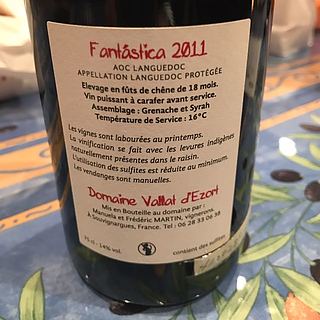 Fantástica 2011
AOC LANGUEDOC
APPELLATION LANGUEDOC PROTÉGÉE
Elevage en fûts de chêne de 18 mois.
Vin puissant à carafer avant service.
Assemblage : Grenache et Syrah
Température de Service : 16°C
Les vignes sont labourées au printemps.
La vinification se fait avec les levures indigènes
naturellement présentes dans le raisin.
L'utilisation des sulfites est réduite au minimum.
Les vendanges sont manuelles.
Domaine Vallat d'Ezort
Mis en Bouteille au domaine par :
Manuela et Frédéric MARTIN, vignerons,
A Souvignargues, France. Tel : 06 28 33 06 38
75 cl . 14% vol.
contient des sulfites